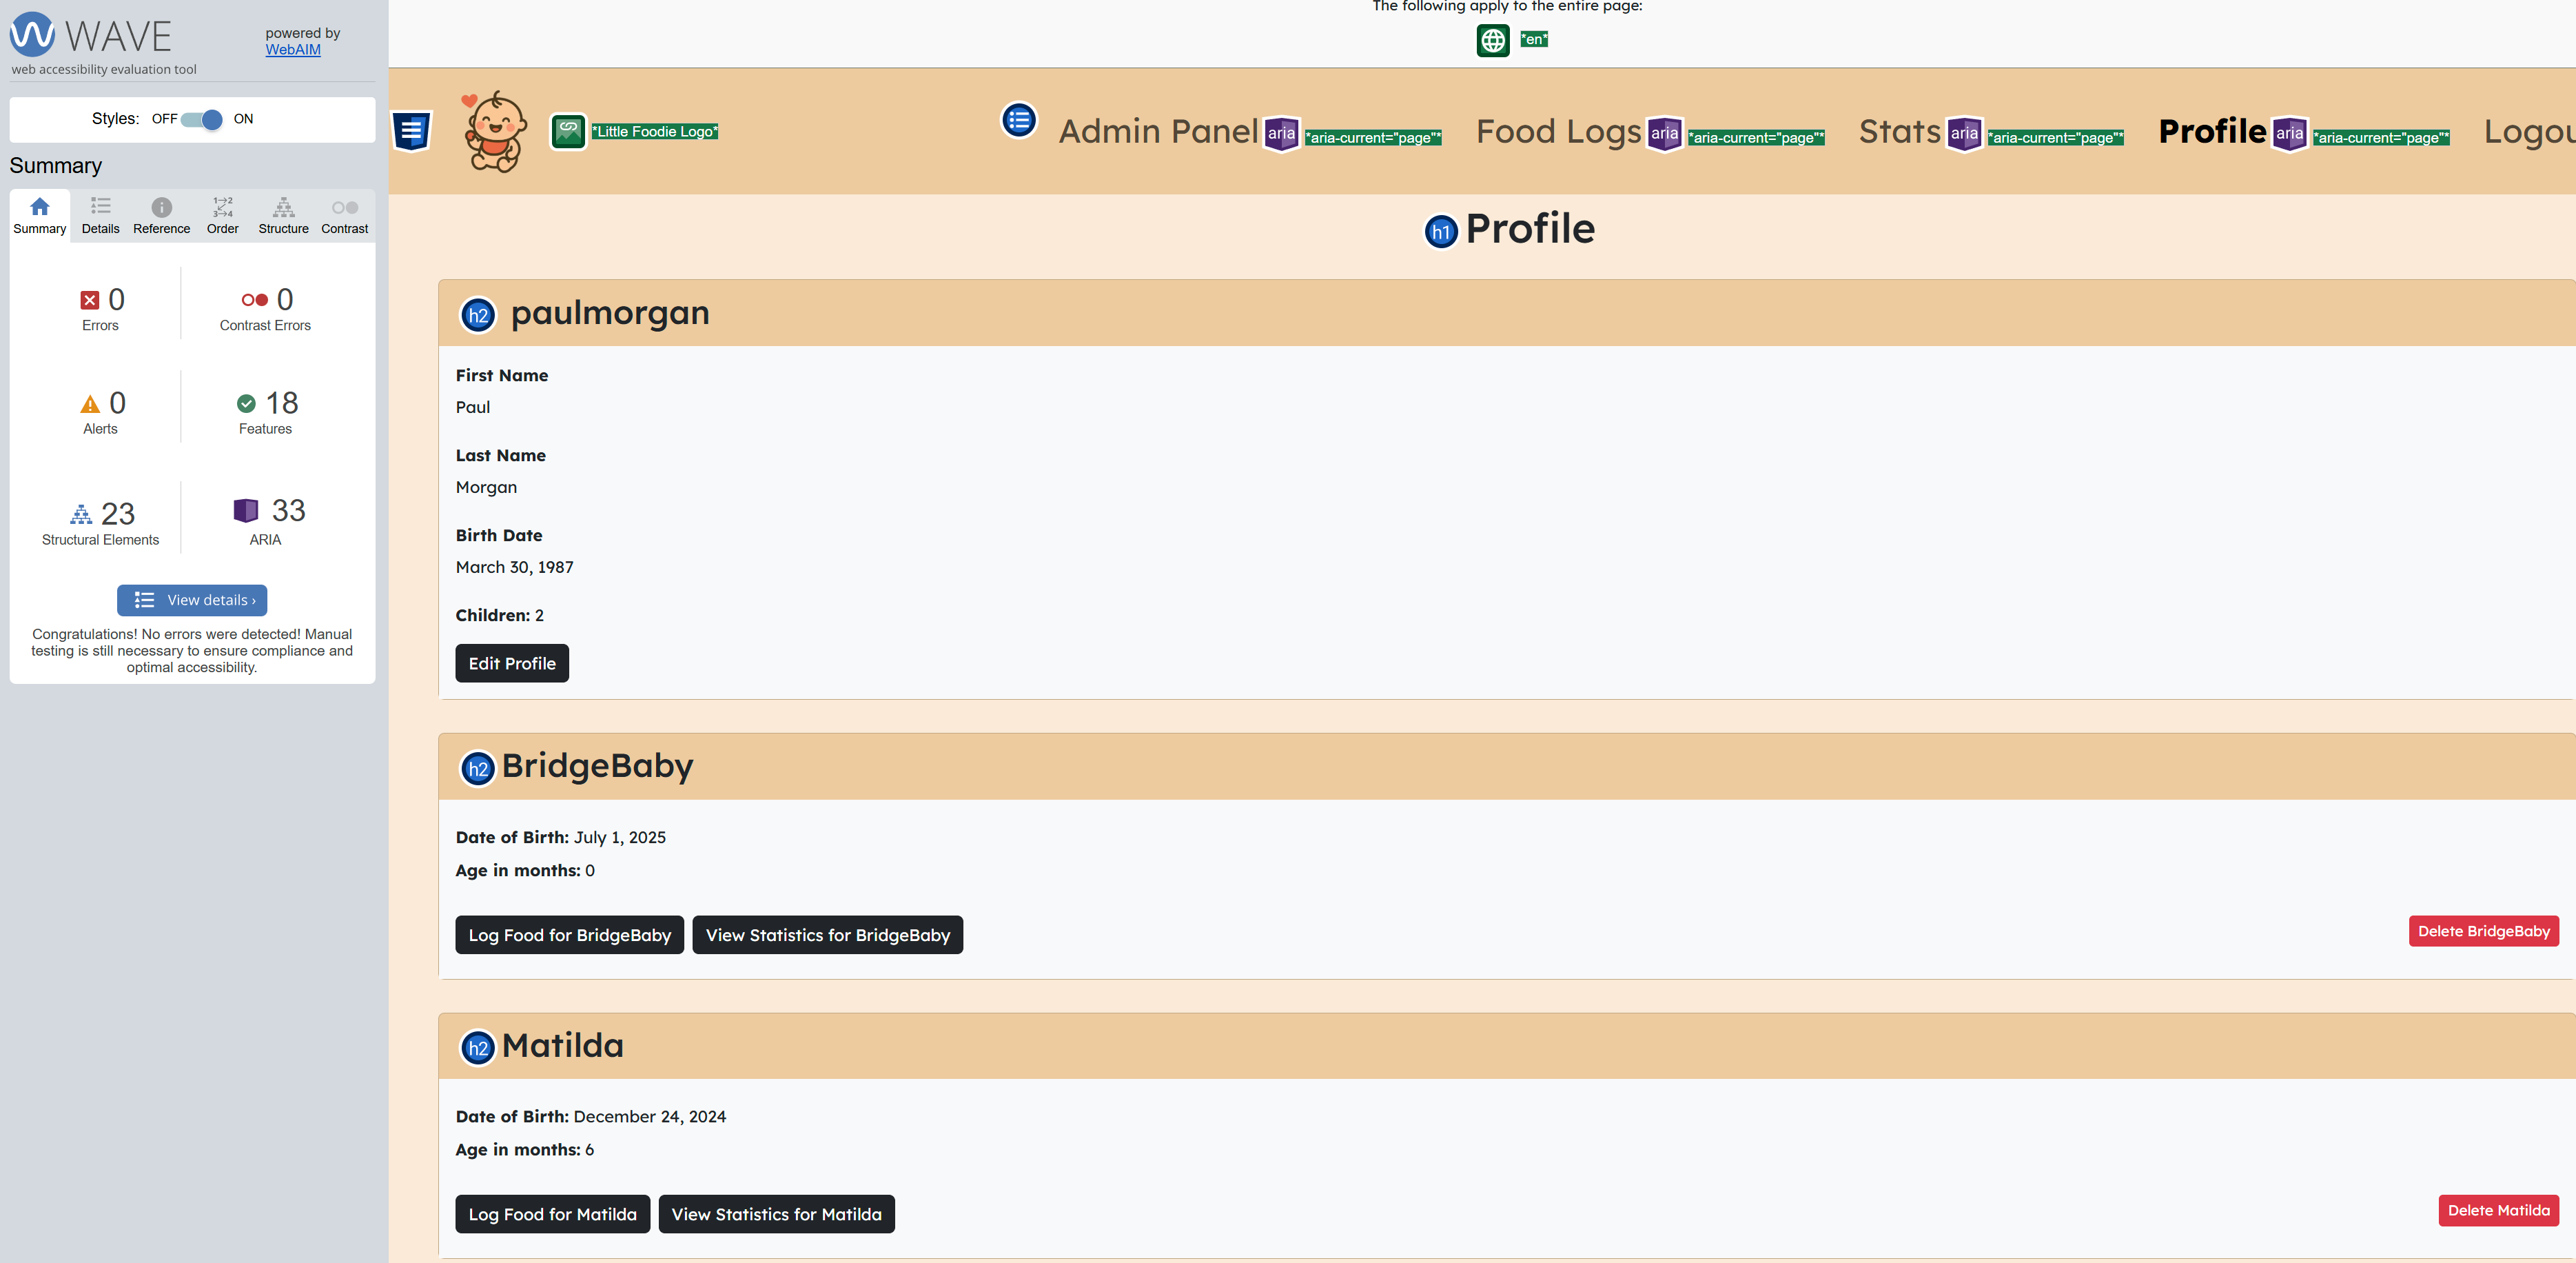 WAVE
powered by
WebAIM
web accessibility evaluation tool
Styles: OFF ON
Summary
Summary
Details
Reference
1→2
3→4
Order
Structure
Contrast
0
Errors
0
Contrast Errors
0
Alerts
18
Features
23
Structural Elements
33
ARIA
View details ›
Congratulations! No errors were detected! Manual
testing is still necessary to ensure compliance and
optimal accessibility.
The following apply to the entire page:
*en*
*Little Foodie Logo*
Admin Panel aria *aria-current="page"*
Food Logs aria *aria-current="page"*
Stats aria *aria-current="page"*
Profile aria *aria-current="page"*
Logou
h1 Profile
h2 paulmorgan
First Name
Paul
Last Name
Morgan
Birth Date
March 30, 1987
Children: 2
Edit Profile
h2 BridgeBaby
Date of Birth: July 1, 2025
Age in months: 0
Log Food for BridgeBaby
View Statistics for BridgeBaby
Delete BridgeBaby
h2 Matilda
Date of Birth: December 24, 2024
Age in months: 6
Log Food for Matilda
View Statistics for Matilda
Delete Matilda